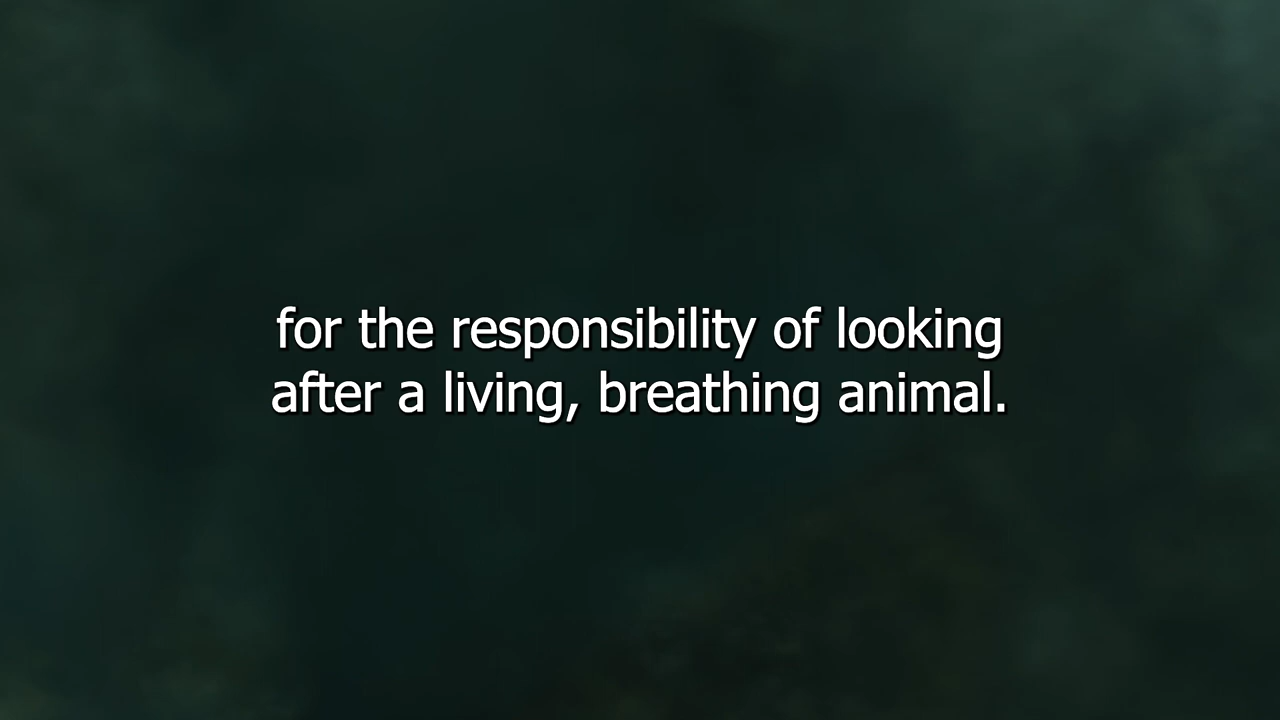 for the responsibility of looking
after a living, breathing animal.